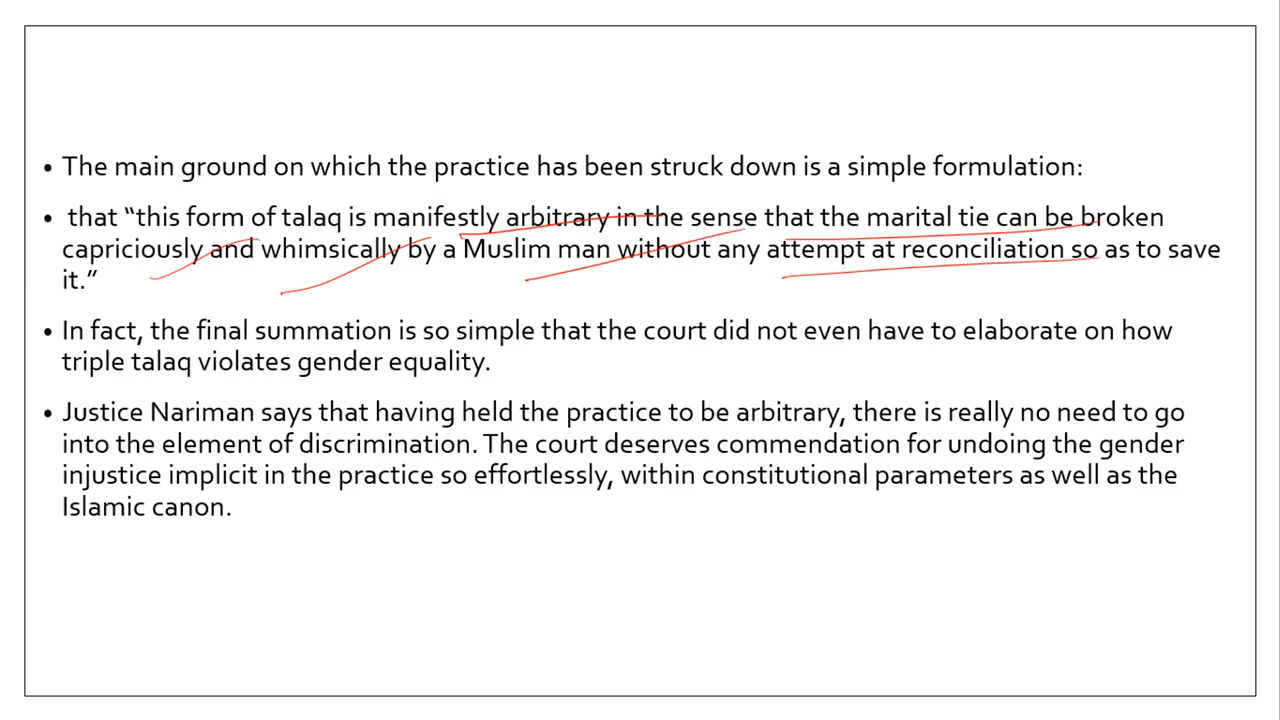 • The main ground on which the practice has been struck down is a simple formulation:
• that “this form of talaq is manifestly arbitrary in the sense that the marital tie can be broken
capriciously and whimsically by a Muslim man without any attempt at reconciliation so as to save
it.”
• In fact, the final summation is so simple that the court did not even have to elaborate on how
triple talaq violates gender equality.
• Justice Nariman says that having held the practice to be arbitrary, there is really no need to go
into the element of discrimination. The court deserves commendation for undoing the gender
injustice implicit in the practice so effortlessly, within constitutional parameters as well as the
Islamic canon.